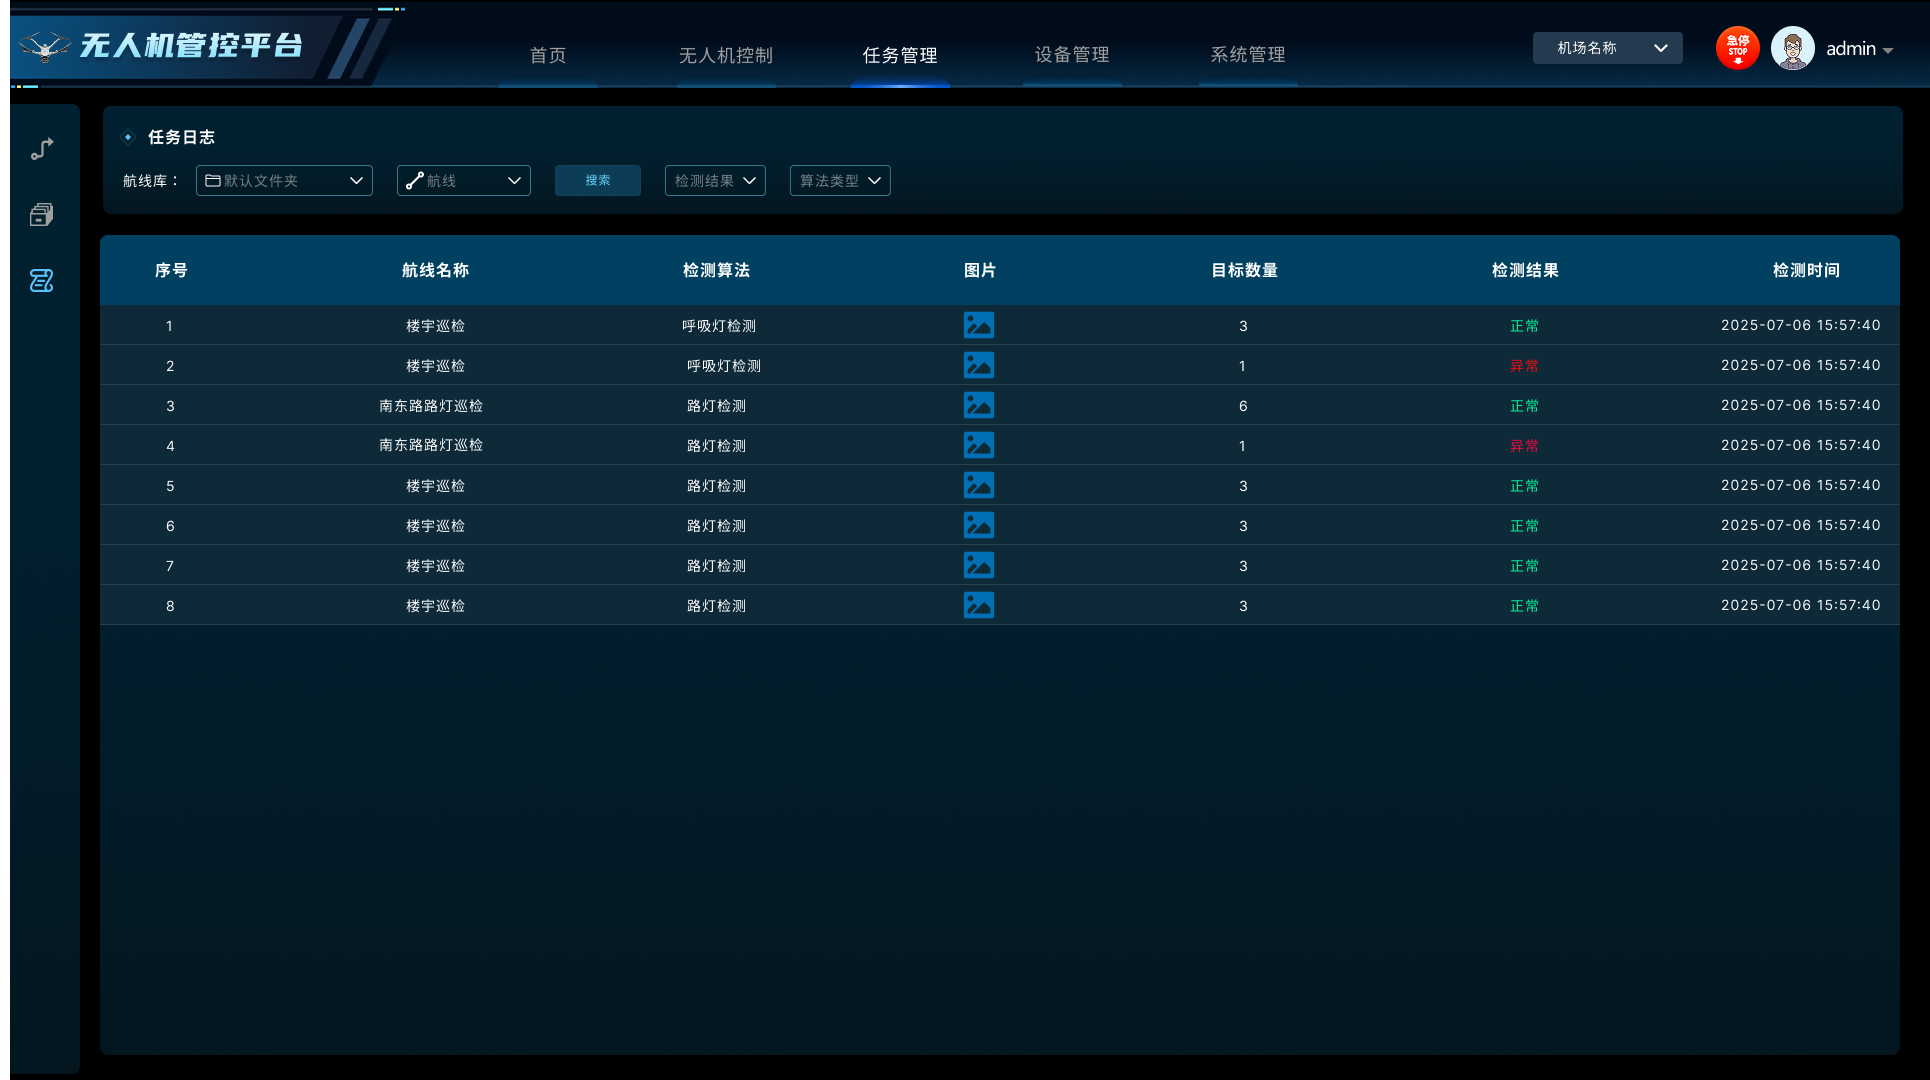 无人机管控平台
首页 无人机控制 任务管理 设备管理 系统管理
机场名称
急停
STOP
admin
任务日志
航线库： 默认文件夹 航线 搜索 检测结果 算法类型
序号 航线名称 检测算法 图片 目标数量 检测结果 检测时间
1 楼宇巡检 呼吸灯检测 3 正常 2025-07-06 15:57:40
2 楼宇巡检 呼吸灯检测 1 异常 2025-07-06 15:57:40
3 南东路路灯巡检 路灯检测 6 正常 2025-07-06 15:57:40
4 南东路路灯巡检 路灯检测 1 异常 2025-07-06 15:57:40
5 楼宇巡检 路灯检测 3 正常 2025-07-06 15:57:40
6 楼宇巡检 路灯检测 3 正常 2025-07-06 15:57:40
7 楼宇巡检 路灯检测 3 正常 2025-07-06 15:57:40
8 楼宇巡检 路灯检测 3 正常 2025-07-06 15:57:40